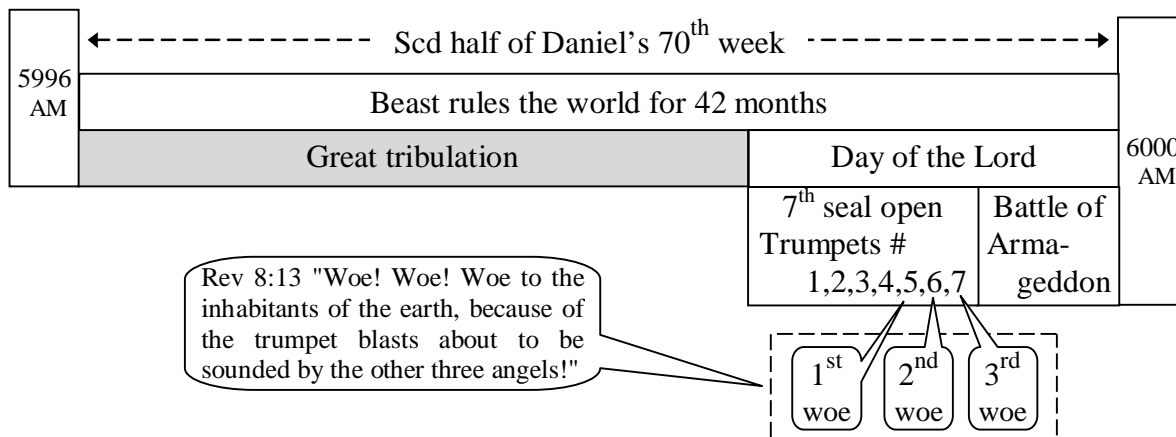 Scd half of Daniel's 70th week
5996
AM
Beast rules the world for 42 months
Great tribulation
Day of the Lord
6000
AM
7th seal open
Trumpets #
1,2,3,4,5,6,7
Battle of
Arma-
geddon
Rev 8:13 "Woe! Woe! Woe to the
inhabitants of the earth, because of
the trumpet blasts about to be
sounded by the other three angels!"
1st
woe
2nd
woe
3rd
woe